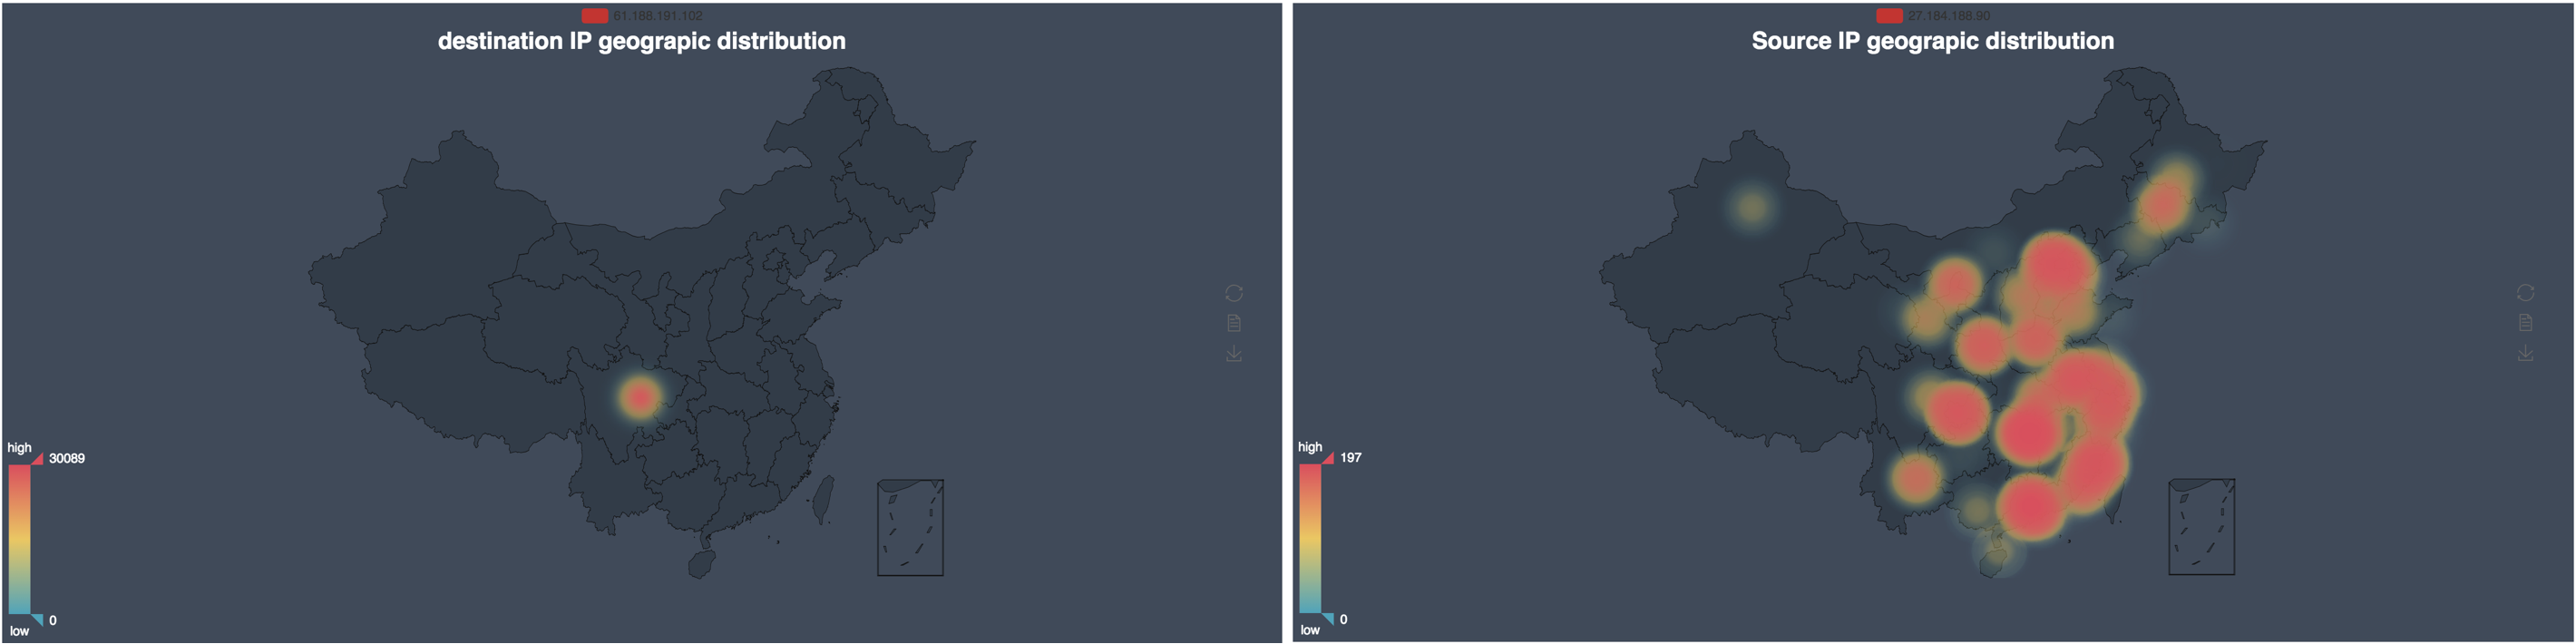 61.188.191.102
destination IP geograpic distribution
high
30089
0
low
27.184.188.90
Source IP geograpic distribution
high
197
0
low